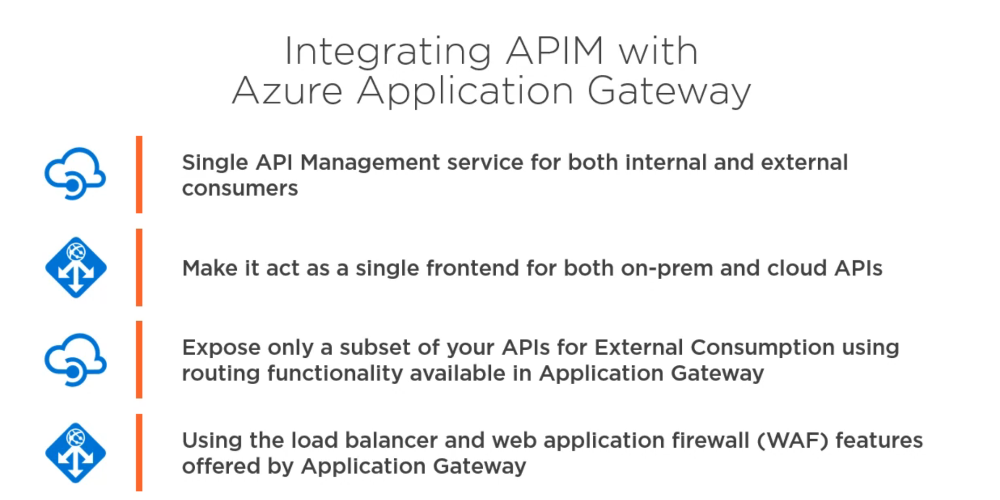 Integrating APIM with
Azure Application Gateway
Single API Management service for both internal and external
consumers
Make it act as a single frontend for both on-prem and cloud APIs
Expose only a subset of your APIs for External Consumption using
routing functionality available in Application Gateway
Using the load balancer and web application firewall (WAF) features
offered by Application Gateway